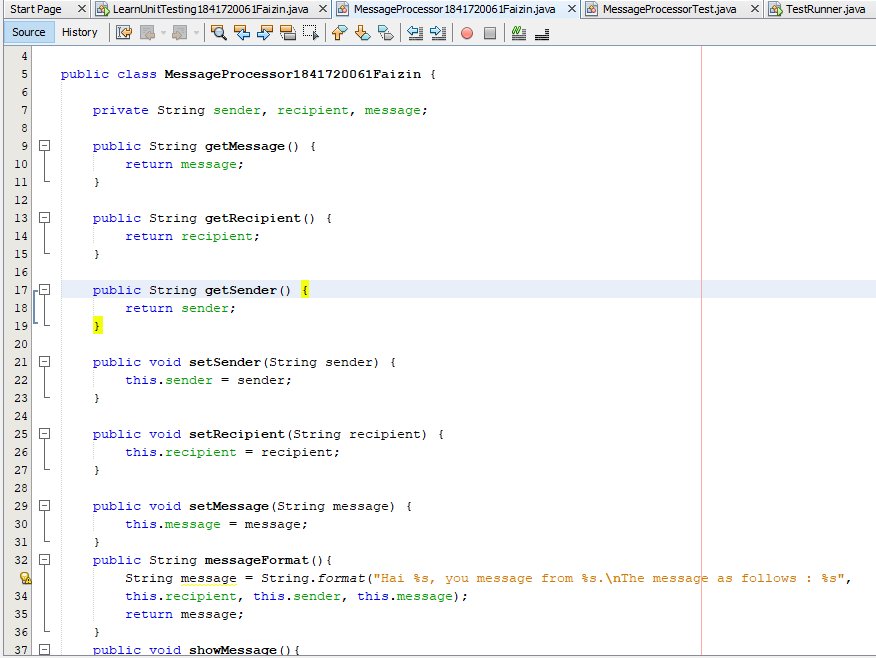 Start Page LearnUnitTesting1841720061Faizin.java MessageProcessor1841720061Faizin.java MessageProcessorTest.java TestRunner.java
Source History
4
5 public class MessageProcessor1841720061Faizin {
6
7 private String sender, recipient, message;
8
9 public String getMessage() {
10 return message;
11 }
12
13 public String getRecipient() {
14 return recipient;
15 }
16
17 public String getSender() {
18 return sender;
19 }
20
21 public void setSender(String sender) {
22 this.sender = sender;
23 }
24
25 public void setRecipient(String recipient) {
26 this.recipient = recipient;
27 }
28
29 public void setMessage(String message) {
30 this.message = message;
31 }
32 public String messageFormat(){
String message = String.format("Hai %s, you message from %s.\nThe message as follows : %s",
34 this.recipient, this.sender, this.message);
35 return message;
36 }
37 public void showMessage(){